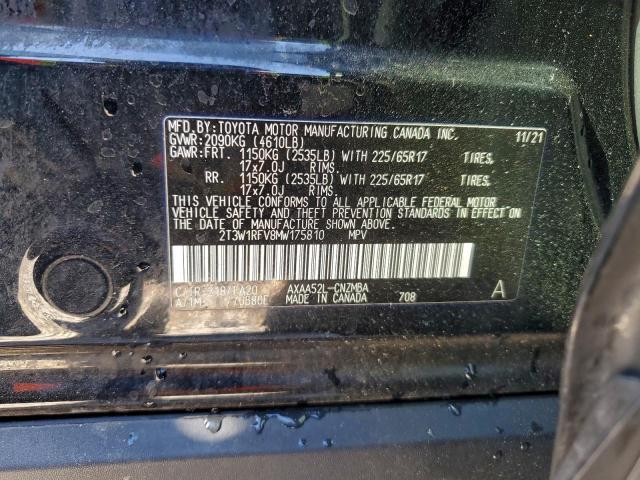 MFD.BY:TOYOTA MOTOR MANUFACTURING CANADA INC. 11/21
GVWR:2090KG (4610LB)
GAWR:FRT. 1150KG (2535LB) WITH 225/65R17 TIRES,
17x7.0J RIMS,
RR. 1150KG (2535LB) WITH 225/65R17 TIRES,
17x7.0J RIMS.
THIS VEHICLE CONFORMS TO ALL APPLICABLE FEDERAL MOTOR
VEHICLE SAFETY AND THEFT PREVENTION STANDARDS IN EFFECT ON
THE DATE OF MANUFACTURE SHOWN ABOVE.
2T3W1RFV8MW175810 MPV
C/TR: 218/FA20 AXAA52L-CNZMBA
MADE IN CANADA 708 A